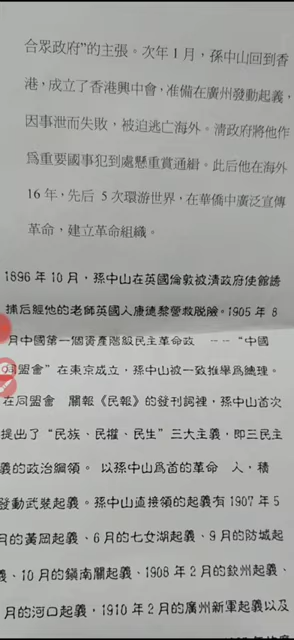 合眾政府”的主張。次年1月，孫中山回到香
港，成立了香港興中會，准備在廣州發動起義，
因事泄而失敗，被迫逃亡海外。清政府將他作
爲重要國事犯到處懸重賞通緝。此后他在海外
16年，先后 5次環游世界，在華僑中廣泛宣傳
革命，建立革命組織。
1896年10月，孫中山在英國倫敦被清政府使館誘
捕后經他的老師英國人康德黎營救脫險。1905年8
月中國第一個資產階級民主革命政 -- “中國
同盟會”在東京成立，孫中山被一致推舉爲總理。
在同盟會 關報《民報》的發刊詞裡，孫中山首次
提出了“民族、民權、民生”三大主義，即三民主
義的政治綱領。 以孫中山爲首的革命 人，積
發動武裝起義。孫中山直接領的起義有1907年5
月的黃岡起義、6月的七女湖起義、9月的防城起
義、10月的鎮南關起義、1908年2月的欽州起義、
月的河口起義，1910年2月的廣州新軍起義以及